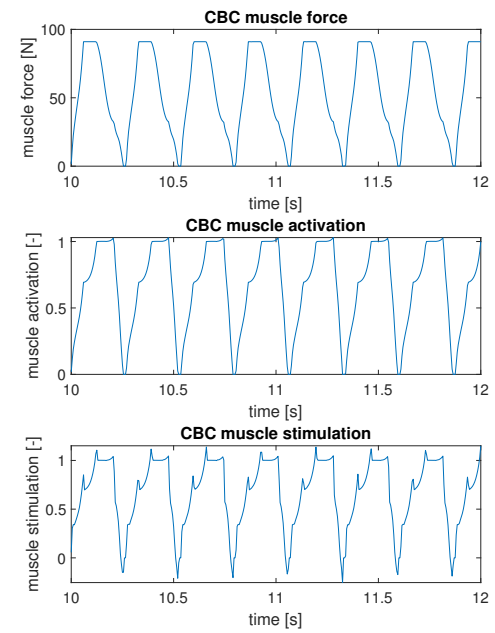 CBC muscle force
100
50
0
muscle force [N]
10
10.5
11
11.5
12
time [s]
CBC muscle activation
1
0.5
0
muscle activation [-]
10
10.5
11
11.5
12
time [s]
CBC muscle stimulation
1
0.5
0
muscle stimulation [-]
10
10.5
11
11.5
12
time [s]